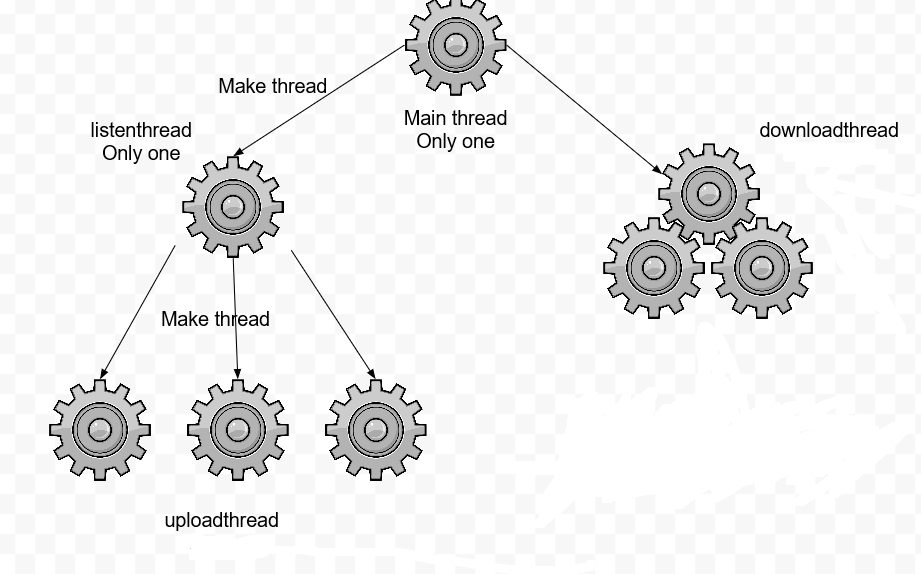 Make thread
Main thread
Only one
listenthread
Only one
downloadthread
Make thread
uploadthread